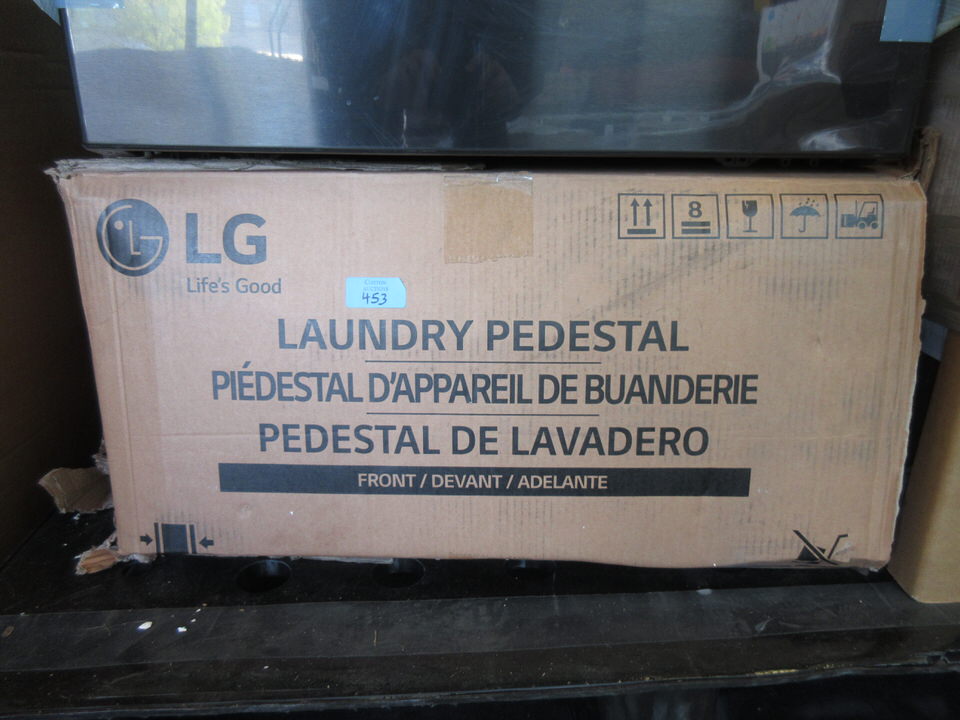 LG
Life's Good
8
453
LAUNDRY PEDESTAL
PIÉDESTAL D'APPAREIL DE BUANDERIE
PEDESTAL DE LAVADERO
FRONT / DEVANT / ADELANTE